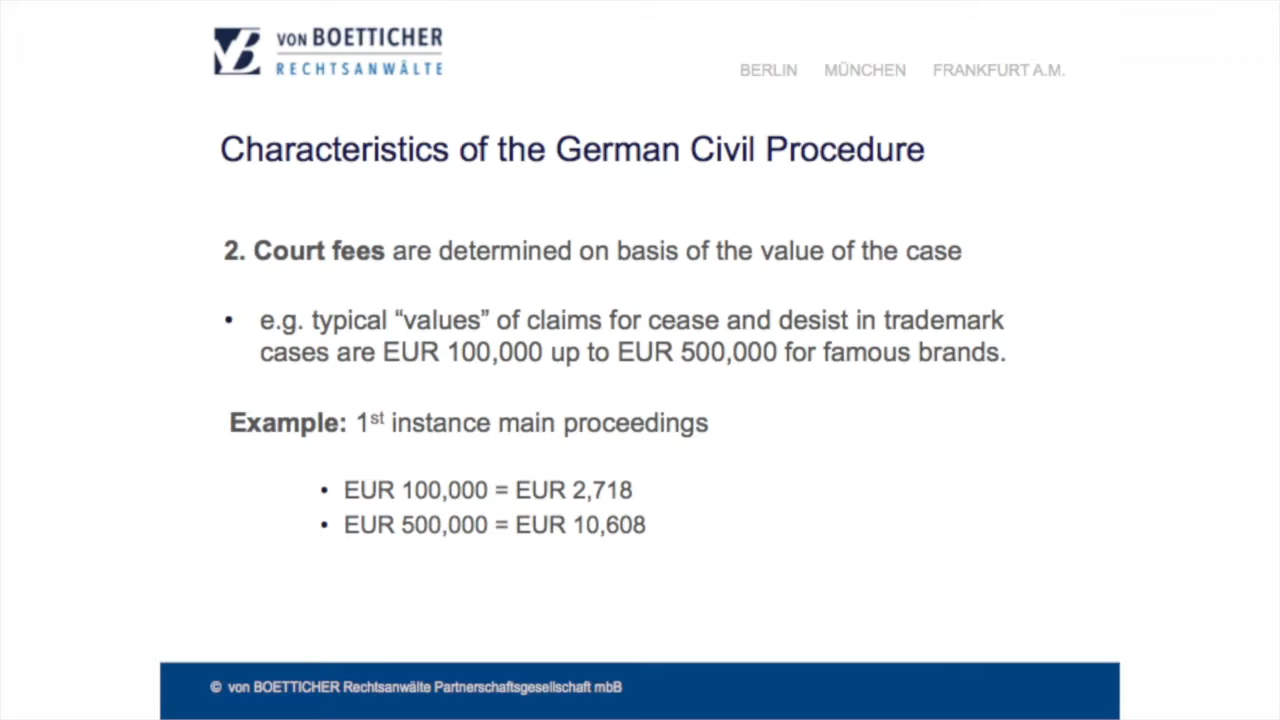 VON BOETTICHER
RECHTSANWÄLTE
BERLIN MÜNCHEN FRANKFURT A.M.
Characteristics of the German Civil Procedure
2. Court fees are determined on basis of the value of the case
• e.g. typical “values” of claims for cease and desist in trademark
cases are EUR 100,000 up to EUR 500,000 for famous brands.
Example: 1st instance main proceedings
• EUR 100,000 = EUR 2,718
• EUR 500,000 = EUR 10,608
© von BOETTICHER Rechtsanwälte Partnerschaftsgesellschaft mbB